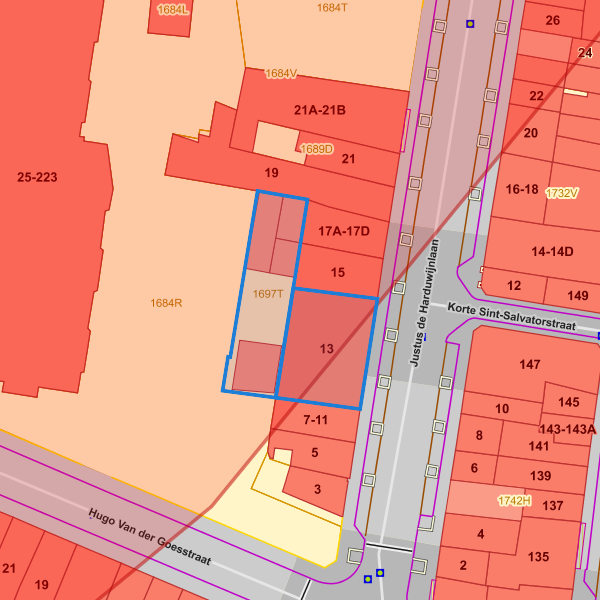 1684L
1684T
26
24
1684V
22
21A-21B
20
1689D
21
19
25-223
16-18
1732V
17A-17D
14-14D
15
12
149
1684R
1697T
Justus de Harduwijnlaan
Korte Sint-Salvatorstraat
13
147
145
10
7-11
143-143A
8
141
5
6
139
3
1742H
137
Hugo Van der Goesstraat
4
135
2
21
19